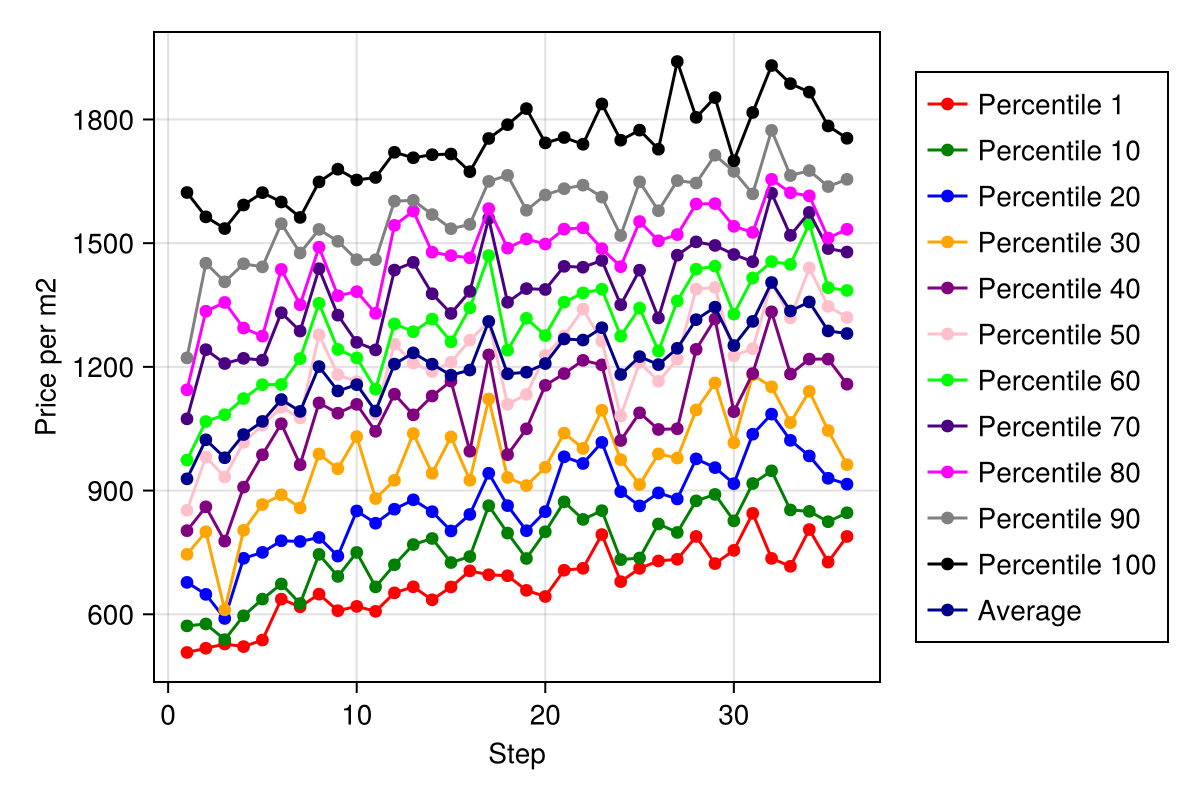 1800
1500
1200
900
600
0
10
20
30
Price per m2
Step
Percentile 1
Percentile 10
Percentile 20
Percentile 30
Percentile 40
Percentile 50
Percentile 60
Percentile 70
Percentile 80
Percentile 90
Percentile 100
Average